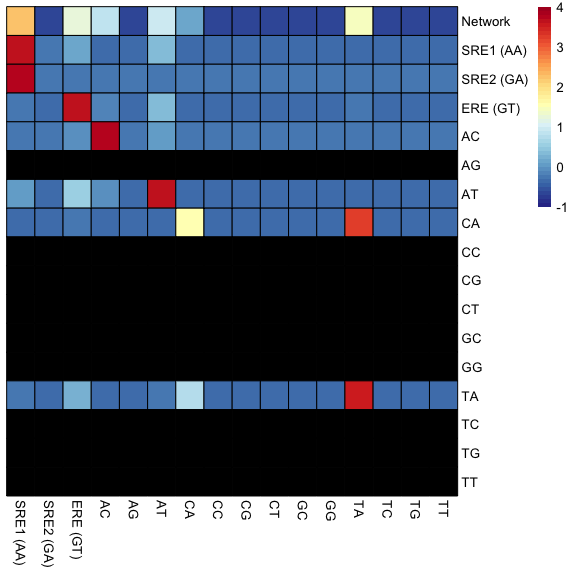 4
3
2
1
0
-1
Network
SRE1 (AA)
SRE2 (GA)
ERE (GT)
AC
AG
AT
CA
CC
CG
CT
GC
GG
TA
TC
TG
TT
SRE1 (AA)
SRE2 (GA)
ERE (GT)
AC
AG
AT
CA
CC
CG
CT
GC
GG
TA
TC
TG
TT